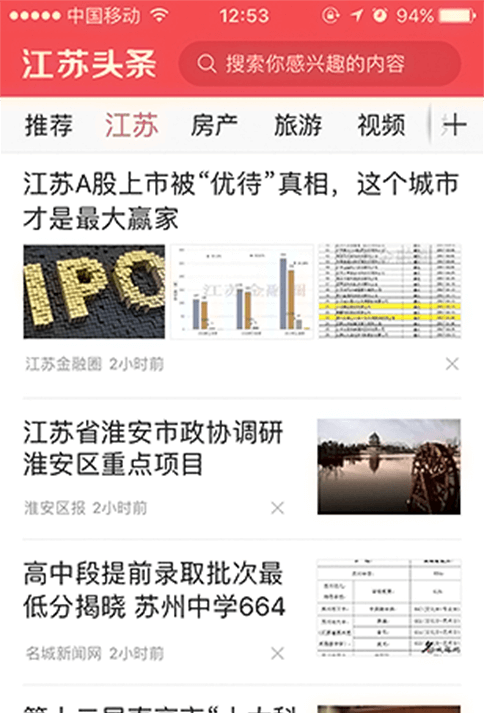 中国移动 12:53 94%
江苏头条 搜索你感兴趣的内容
推荐 江苏 房产 旅游 视频
江苏A股上市被“优待”真相，这个城市
才是最大赢家
IPO
江苏金融圈
江苏金融圈 2小时前
江苏省淮安市政协调研
淮安区重点项目
淮安区报 2小时前
高中段提前录取批次最
低分揭晓 苏州中学664
名城新闻网 2小时前